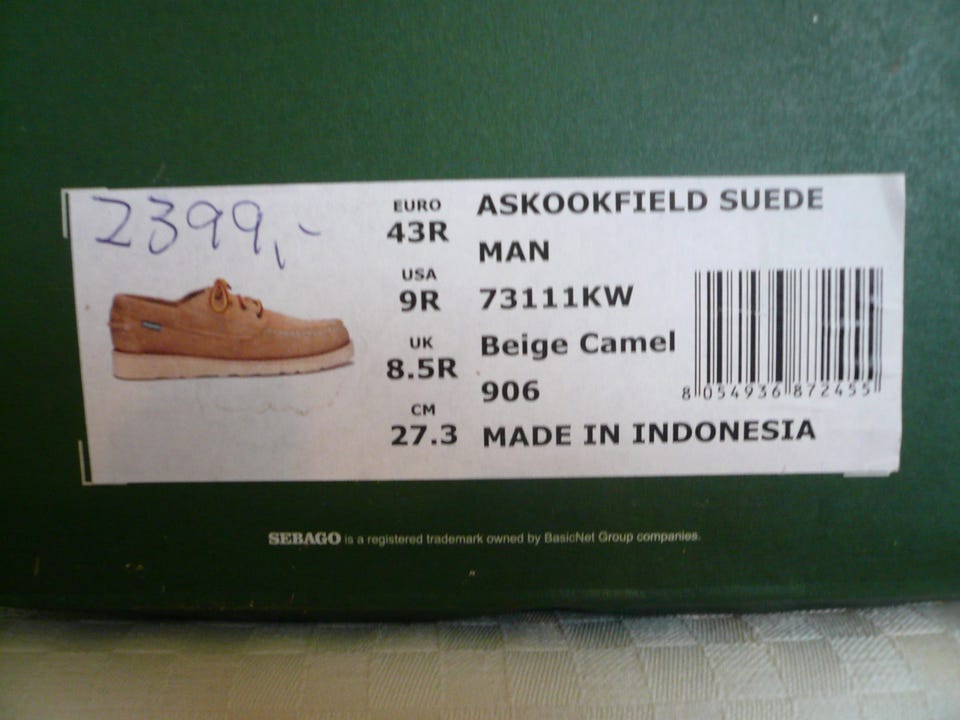 2399,-
EURO
43R
USA
9R
UK
8.5R
CM
27.3
ASKOOKFIELD SUEDE
MAN
73111KW
Beige Camel
906
MADE IN INDONESIA
8 054936 872455
SEBAGO is a registered trademark owned by BasicNet Group companies.